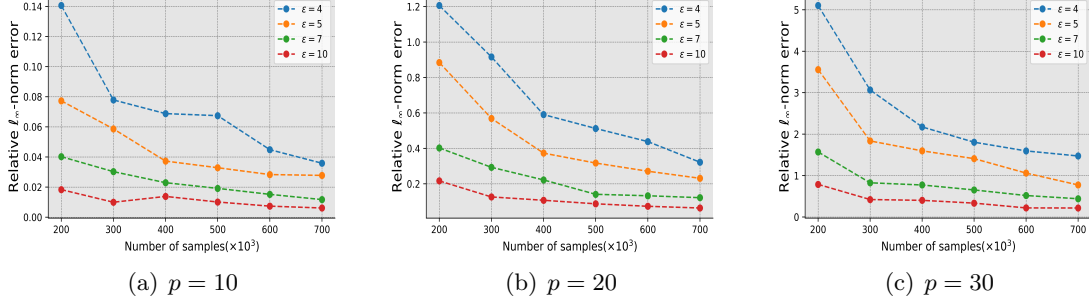 0.14
0.12
0.10
0.08
0.06
0.04
0.02
0.00
Relative ℓ∞-norm error
ε = 4
ε = 5
ε = 7
ε = 10
200 300 400 500 600 700
Number of samples(×10³)
(a) p = 10
1.2
1.0
0.8
0.6
0.4
0.2
Relative ℓ∞-norm error
ε = 4
ε = 5
ε = 7
ε = 10
200 300 400 500 600 700
Number of samples(×10³)
(b) p = 20
5
4
3
2
1
0
Relative ℓ∞-norm error
ε = 4
ε = 5
ε = 7
ε = 10
200 300 400 500 600 700
Number of samples(×10³)
(c) p = 30